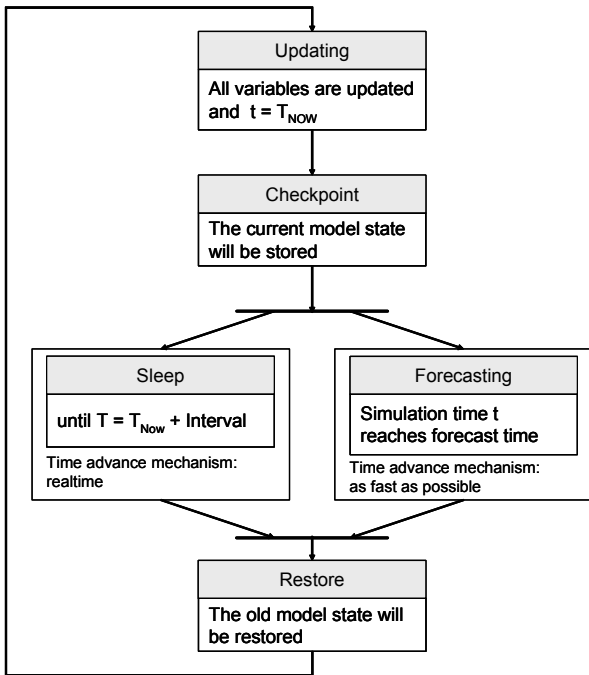 Updating
All variables are updated
and t = T_NOW
Checkpoint
The current model state
will be stored
Sleep
until T = T_Now + Interval
Time advance mechanism:
realtime
Forecasting
Simulation time t
reaches forecast time
Time advance mechanism:
as fast as possible
Restore
The old model state will
be restored